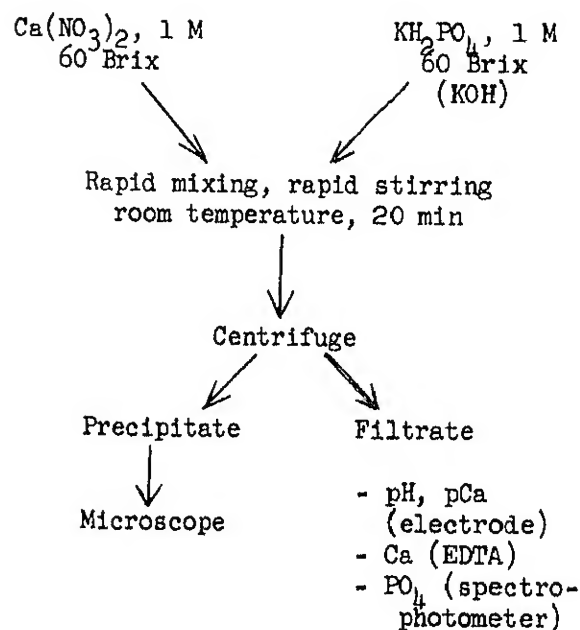 Ca(NO₃)₂, 1 M
60 Brix
KH₂PO₄, 1 M
60 Brix
(KOH)
Rapid mixing, rapid stirring
room temperature, 20 min
Centrifuge
Precipitate
Filtrate
Microscope
- pH, pCa
(electrode)
- Ca (EDTA)
- PO₄ (spectro-
photometer)